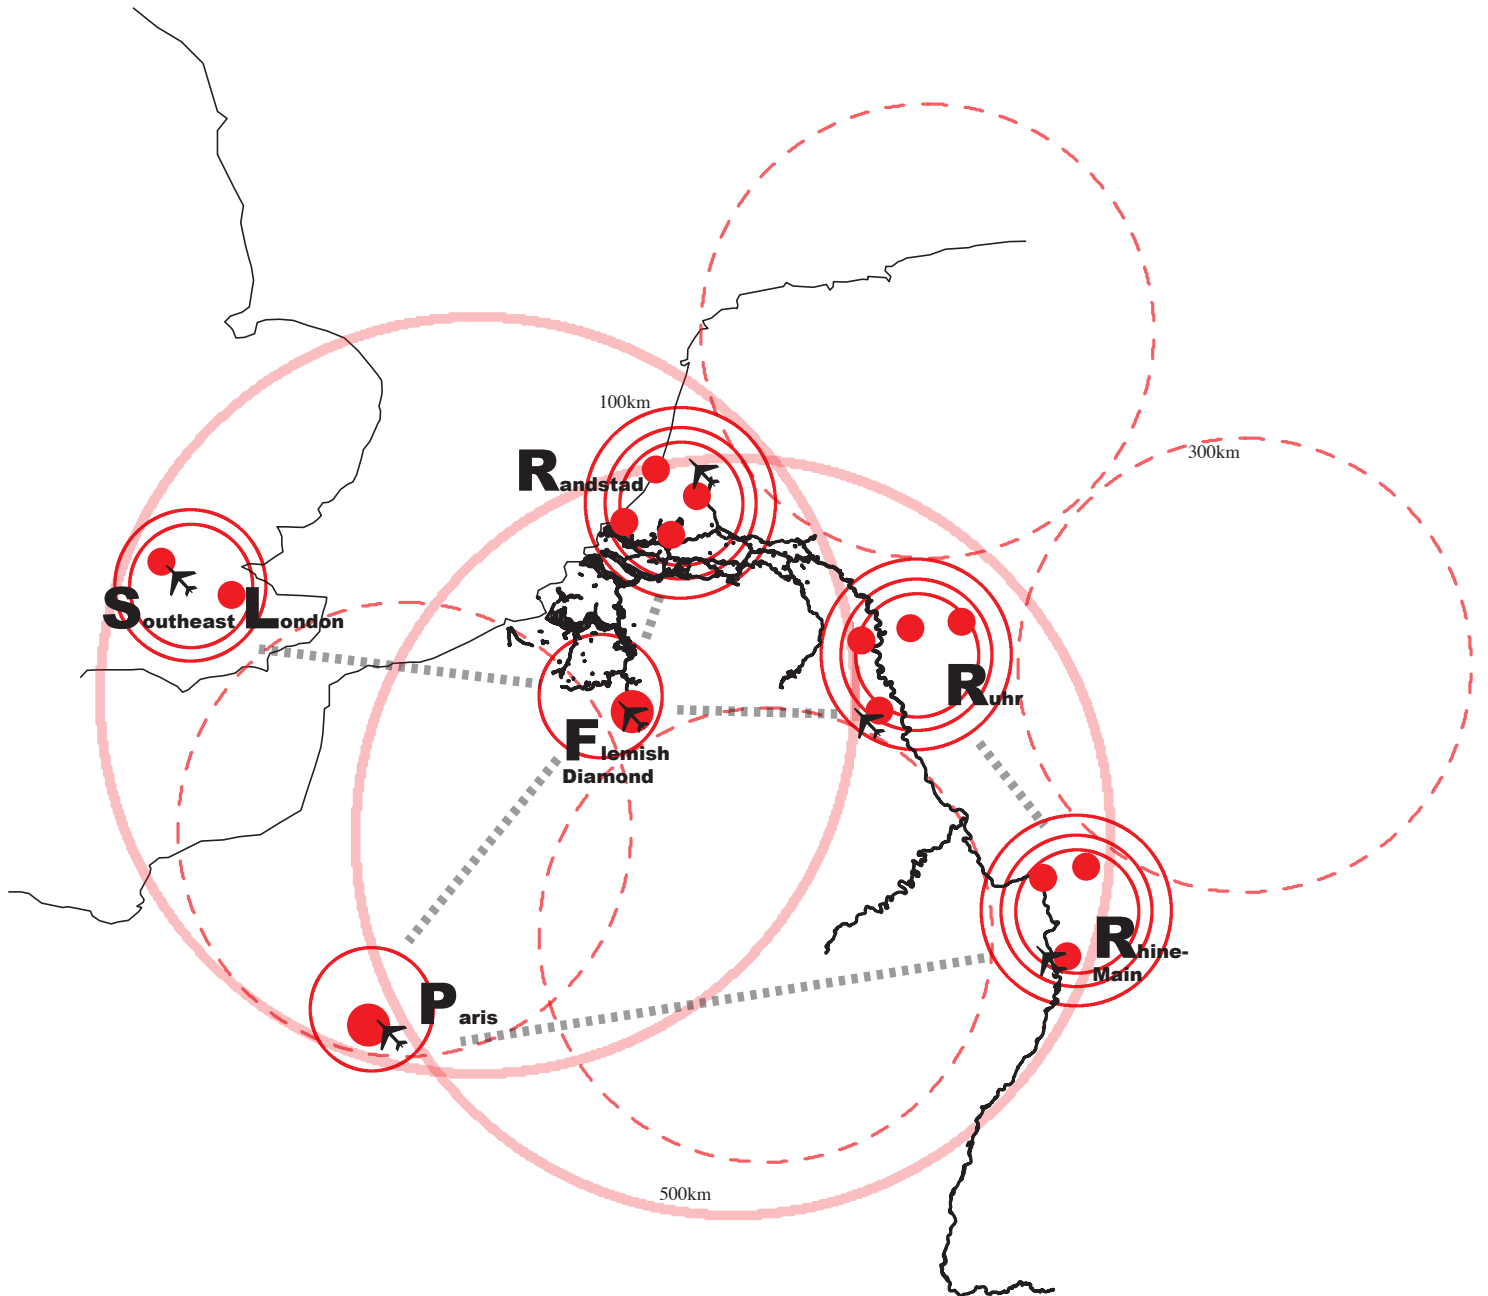 100km
300km
Randstad
Southeast London
Ruhr
Flemish
Diamond
Rhine-
Main
Paris
500km